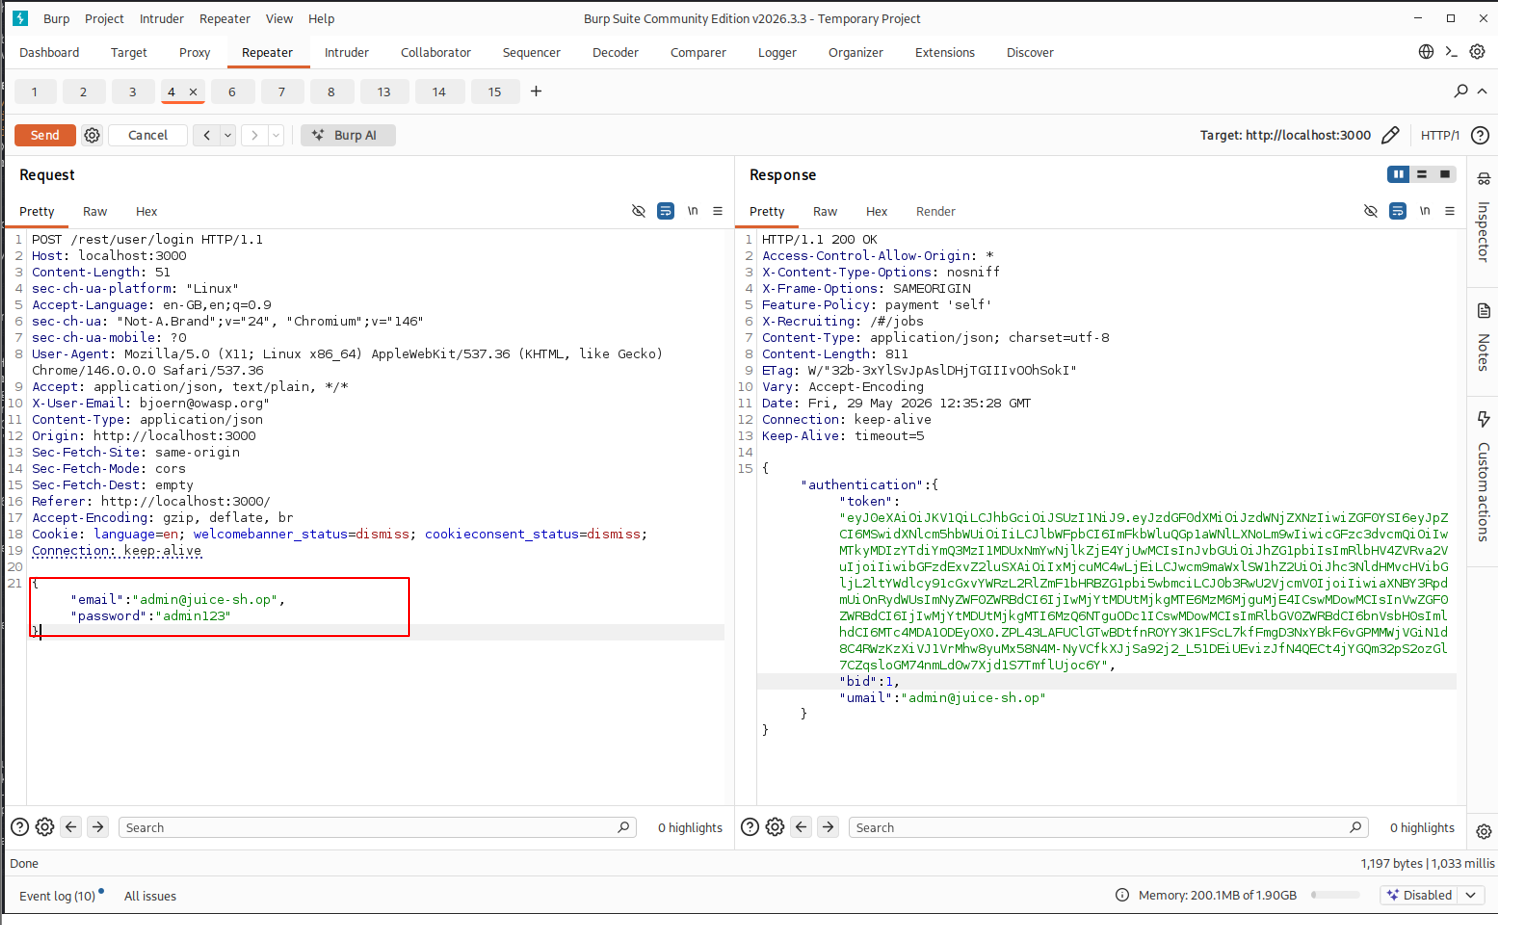 Burp Project Intruder Repeater View Help Burp Suite Community Edition v2026.3.3 - Temporary Project
Dashboard Target Proxy Repeater Intruder Collaborator Sequencer Decoder Comparer Logger Organizer Extensions Discover
1 2 3 4 × 6 7 8 13 14 15 +
Send Cancel < > Burp AI Target: http://localhost:3000 HTTP/1 ?
Request
Pretty Raw Hex \n
1 POST /rest/user/login HTTP/1.1
2 Host: localhost:3000
3 Content-Length: 51
4 sec-ch-ua-platform: "Linux"
5 Accept-Language: en-GB,en;q=0.9
6 sec-ch-ua: "Not-A.Brand";v="24", "Chromium";v="146"
7 sec-ch-ua-mobile: ?0
8 User-Agent: Mozilla/5.0 (X11; Linux x86_64) AppleWebKit/537.36 (KHTML, like Gecko)
Chrome/146.0.0.0 Safari/537.36
9 Accept: application/json, text/plain, */*
10 X-User-Email: bjoern@owasp.org"
11 Content-Type: application/json
12 Origin: http://localhost:3000
13 Sec-Fetch-Site: same-origin
14 Sec-Fetch-Mode: cors
15 Sec-Fetch-Dest: empty
16 Referer: http://localhost:3000/
17 Accept-Encoding: gzip, deflate, br
18 Cookie: language=en; welcomebanner_status=dismiss; cookieconsent_status=dismiss;
19 Connection: keep-alive
20
21 {
"email":"admin@juice-sh.op",
"password":"admin123"
}
Search 0 highlights
Response
Pretty Raw Hex Render \n
1 HTTP/1.1 200 OK
2 Access-Control-Allow-Origin: *
3 X-Content-Type-Options: nosniff
4 X-Frame-Options: SAMEORIGIN
5 Feature-Policy: payment 'self'
6 X-Recruiting: /#/jobs
7 Content-Type: application/json; charset=utf-8
8 Content-Length: 811
9 ETag: W/"32b-3xYlSvJpAslDHjTGIIIvOOhSokI"
10 Vary: Accept-Encoding
11 Date: Fri, 29 May 2026 12:35:28 GMT
12 Connection: keep-alive
13 Keep-Alive: timeout=5
14
15 {
"authentication":{
"token":
"bid":1,
"umail":"admin@juice-sh.op"
}
}
Search 0 highlights
Inspector
Notes
Custom actions
Done 1,197 bytes | 1,033 millis
Event log (10) All issues Memory: 200.1MB of 1.90GB Disabled